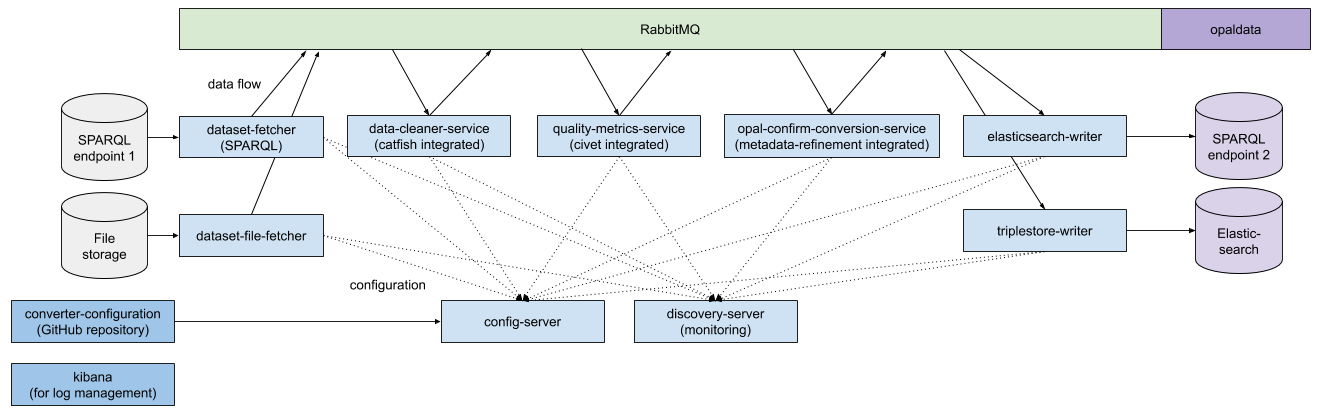 RabbitMQ
opaldata
data flow
SPARQL
endpoint 1
dataset-fetcher
(SPARQL)
data-cleaner-service
(catfish integrated)
quality-metrics-service
(civet integrated)
opal-confirm-conversion-service
(metadata-refinement integrated)
elasticsearch-writer
SPARQL
endpoint 2
File
storage
dataset-file-fetcher
triplestore-writer
Elastic-
search
configuration
converter-configuration
(GitHub repository)
config-server
discovery-server
(monitoring)
kibana
(for log management)